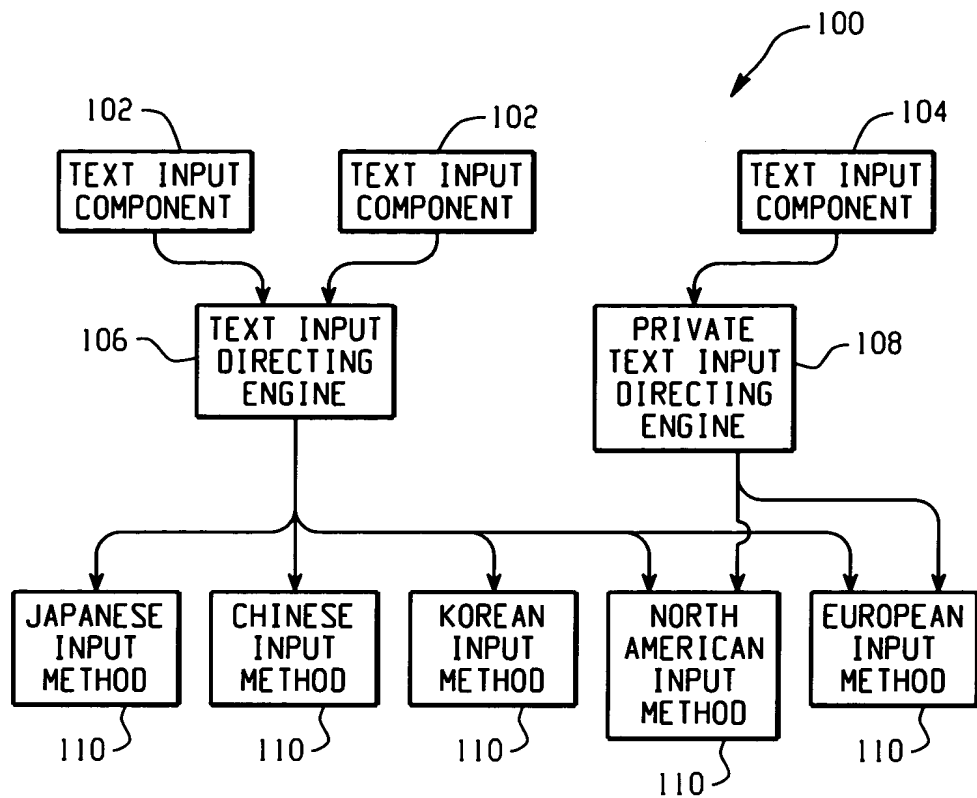 100
102
102
104
TEXT INPUT
COMPONENT
TEXT INPUT
COMPONENT
TEXT INPUT
COMPONENT
106
TEXT INPUT
DIRECTING
ENGINE
PRIVATE
TEXT INPUT
DIRECTING
ENGINE
108
JAPANESE
INPUT
METHOD
CHINESE
INPUT
METHOD
KOREAN
INPUT
METHOD
NORTH
AMERICAN
INPUT
METHOD
EUROPEAN
INPUT
METHOD
110
110
110
110
110